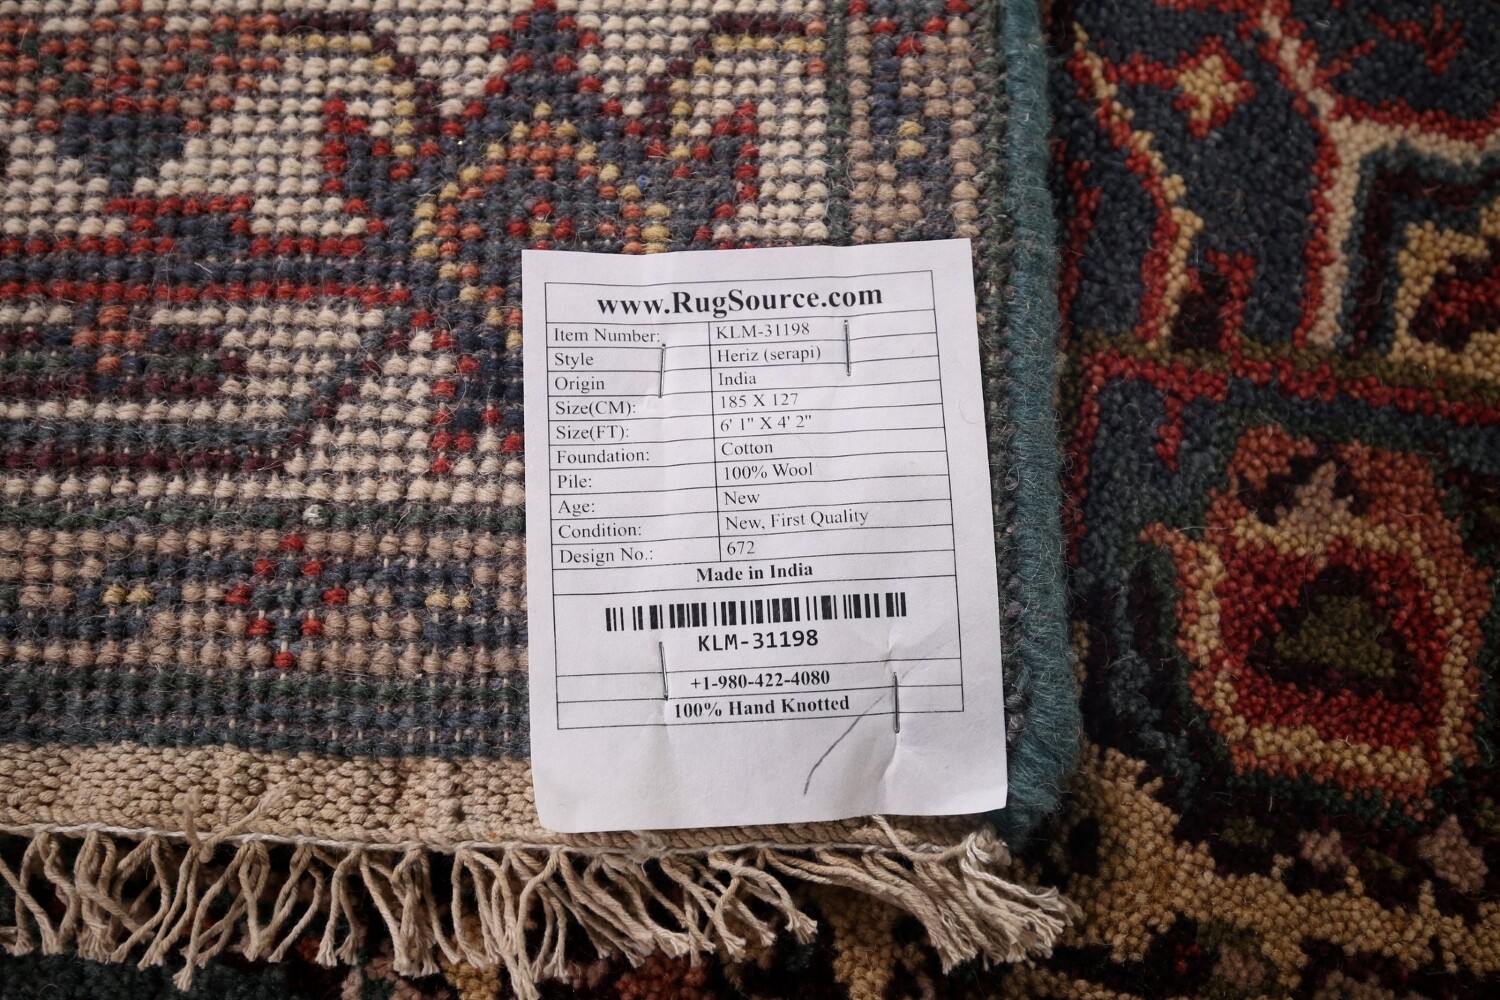 www.RugSource.com
Item Number: KLM-31198
Style Heriz (serapi)
Origin India
Size(CM): 185 X 127
Size(FT): 6' 1" X 4' 2"
Foundation: Cotton
Pile: 100% Wool
Age: New
Condition: New, First Quality
Design No.: 672
Made in India
KLM-31198
+1-980-422-4080
100% Hand Knotted